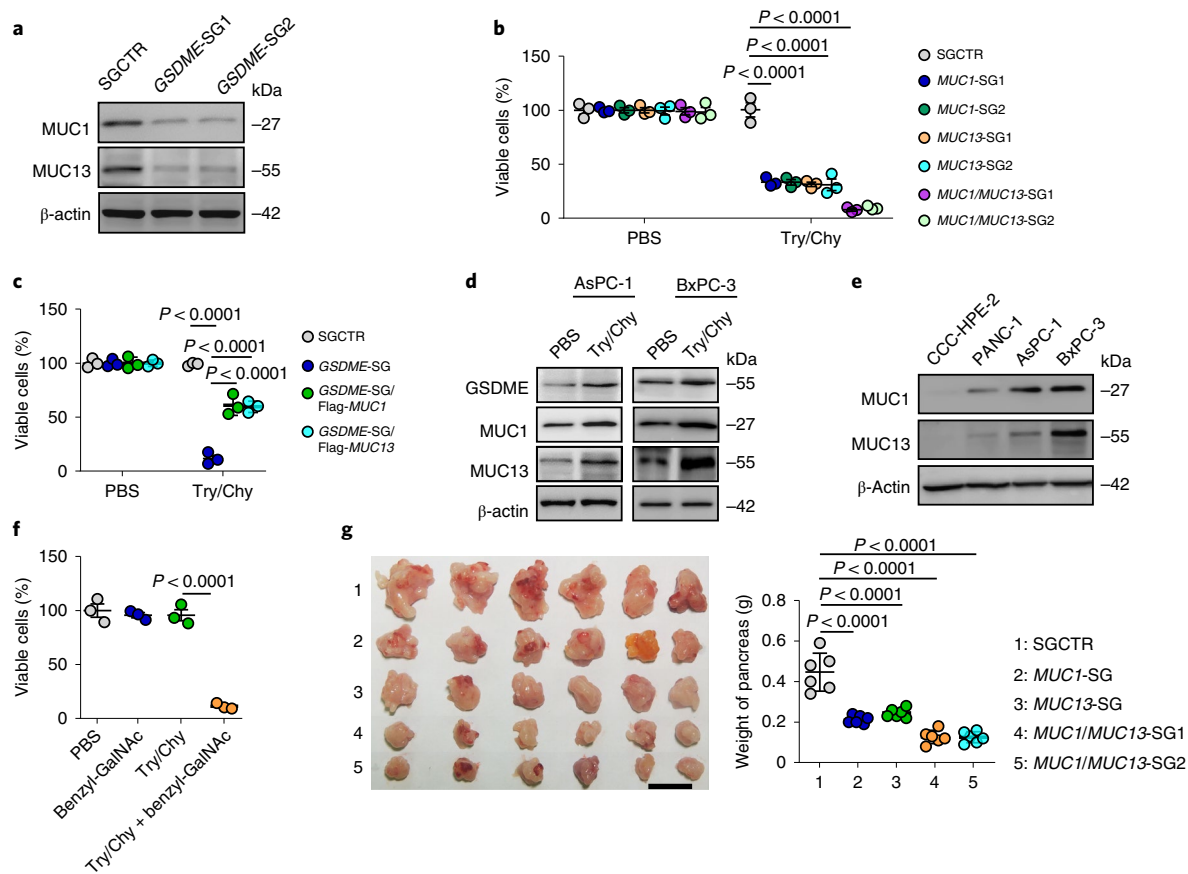 a
SGCTR
GSDME-SG1
GSDME-SG2
kDa
MUC1
–27
MUC13
–55
β-actin
–42
b
P < 0.0001
P < 0.0001
P < 0.0001
150
100
50
0
Viable cells (%)
PBS
Try/Chy
SGCTR
MUC1-SG1
MUC1-SG2
MUC13-SG1
MUC13-SG2
MUC1/MUC13-SG1
MUC1/MUC13-SG2
c
150
100
50
0
Viable cells (%)
P < 0.0001
P < 0.0001
P < 0.0001
PBS
Try/Chy
SGCTR
GSDME-SG
GSDME-SG/
Flag-MUC1
GSDME-SG/
Flag-MUC13
d
AsPC-1
BxPC-3
PBS
Try/Chy
PBS
Try/Chy
kDa
GSDME
–55
MUC1
–27
MUC13
–55
β-actin
–42
e
CCC-HPE-2
PANC-1
AsPC-1
BxPC-3
kDa
MUC1
–27
MUC13
–55
β-Actin
–42
f
150
100
50
0
Viable cells (%)
P < 0.0001
PBS
Benzyl-GalNAc
Try/Chy
Try/Chy + benzyl-GalNAc
g
1
2
3
4
5
P < 0.0001
P < 0.0001
P < 0.0001
P < 0.0001
0.8
0.6
0.4
0.2
0
Weight of pancreas (g)
1 2 3 4 5
1: SGCTR
2: MUC1-SG
3: MUC13-SG
4: MUC1/MUC13-SG1
5: MUC1/MUC13-SG2